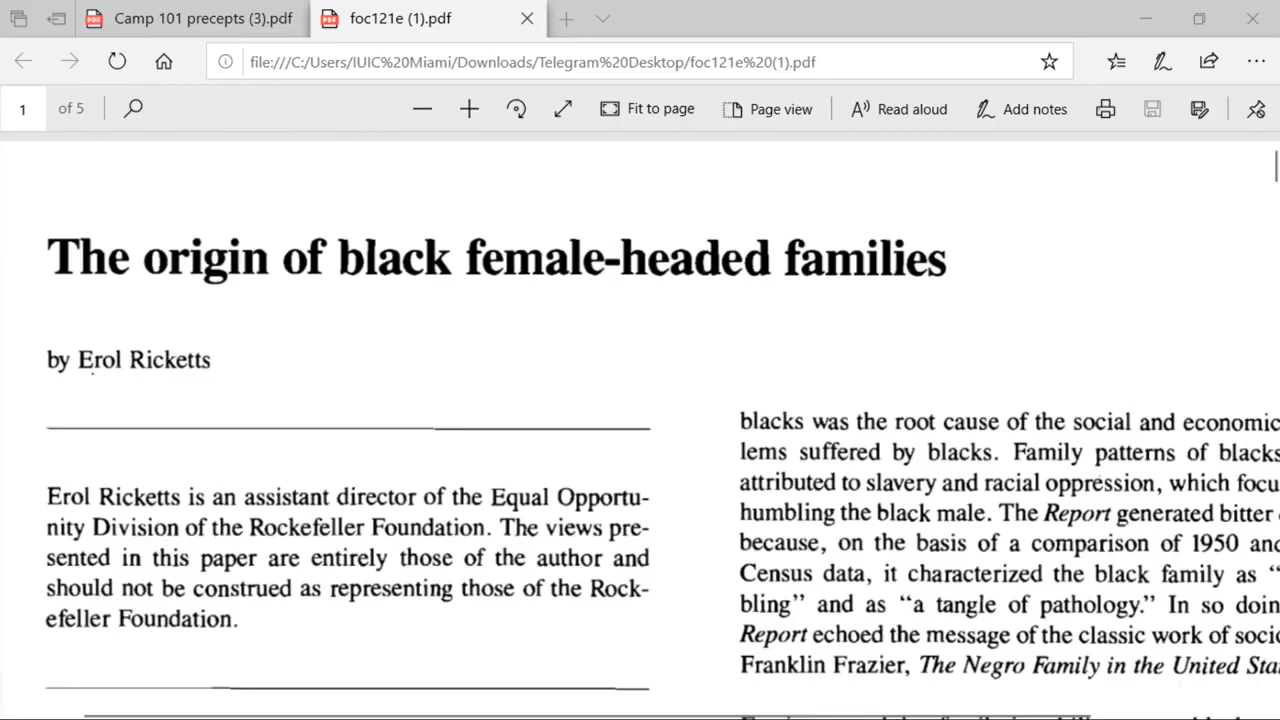 Camp 101 precepts (3).pdf
foc121e (1).pdf
file:///C:/Users/IUIC%20Miami/Downloads/Telegram%20Desktop/foc121e%20(1).pdf
1 of 5
Fit to page
Page view
Read aloud
Add notes
The origin of black female-headed families
by Erol Ricketts
Erol Ricketts is an assistant director of the Equal Opportu-
nity Division of the Rockefeller Foundation. The views pre-
sented in this paper are entirely those of the author and
should not be construed as representing those of the Rock-
efeller Foundation.
blacks was the root cause of the social and economic
lems suffered by blacks. Family patterns of blacks
attributed to slavery and racial oppression, which focu
humbling the black male. The Report generated bitter
because, on the basis of a comparison of 1950 and
Census data, it characterized the black family as “
bling” and as “a tangle of pathology.” In so doin
Report echoed the message of the classic work of socio
Franklin Frazier, The Negro Family in the United Sta